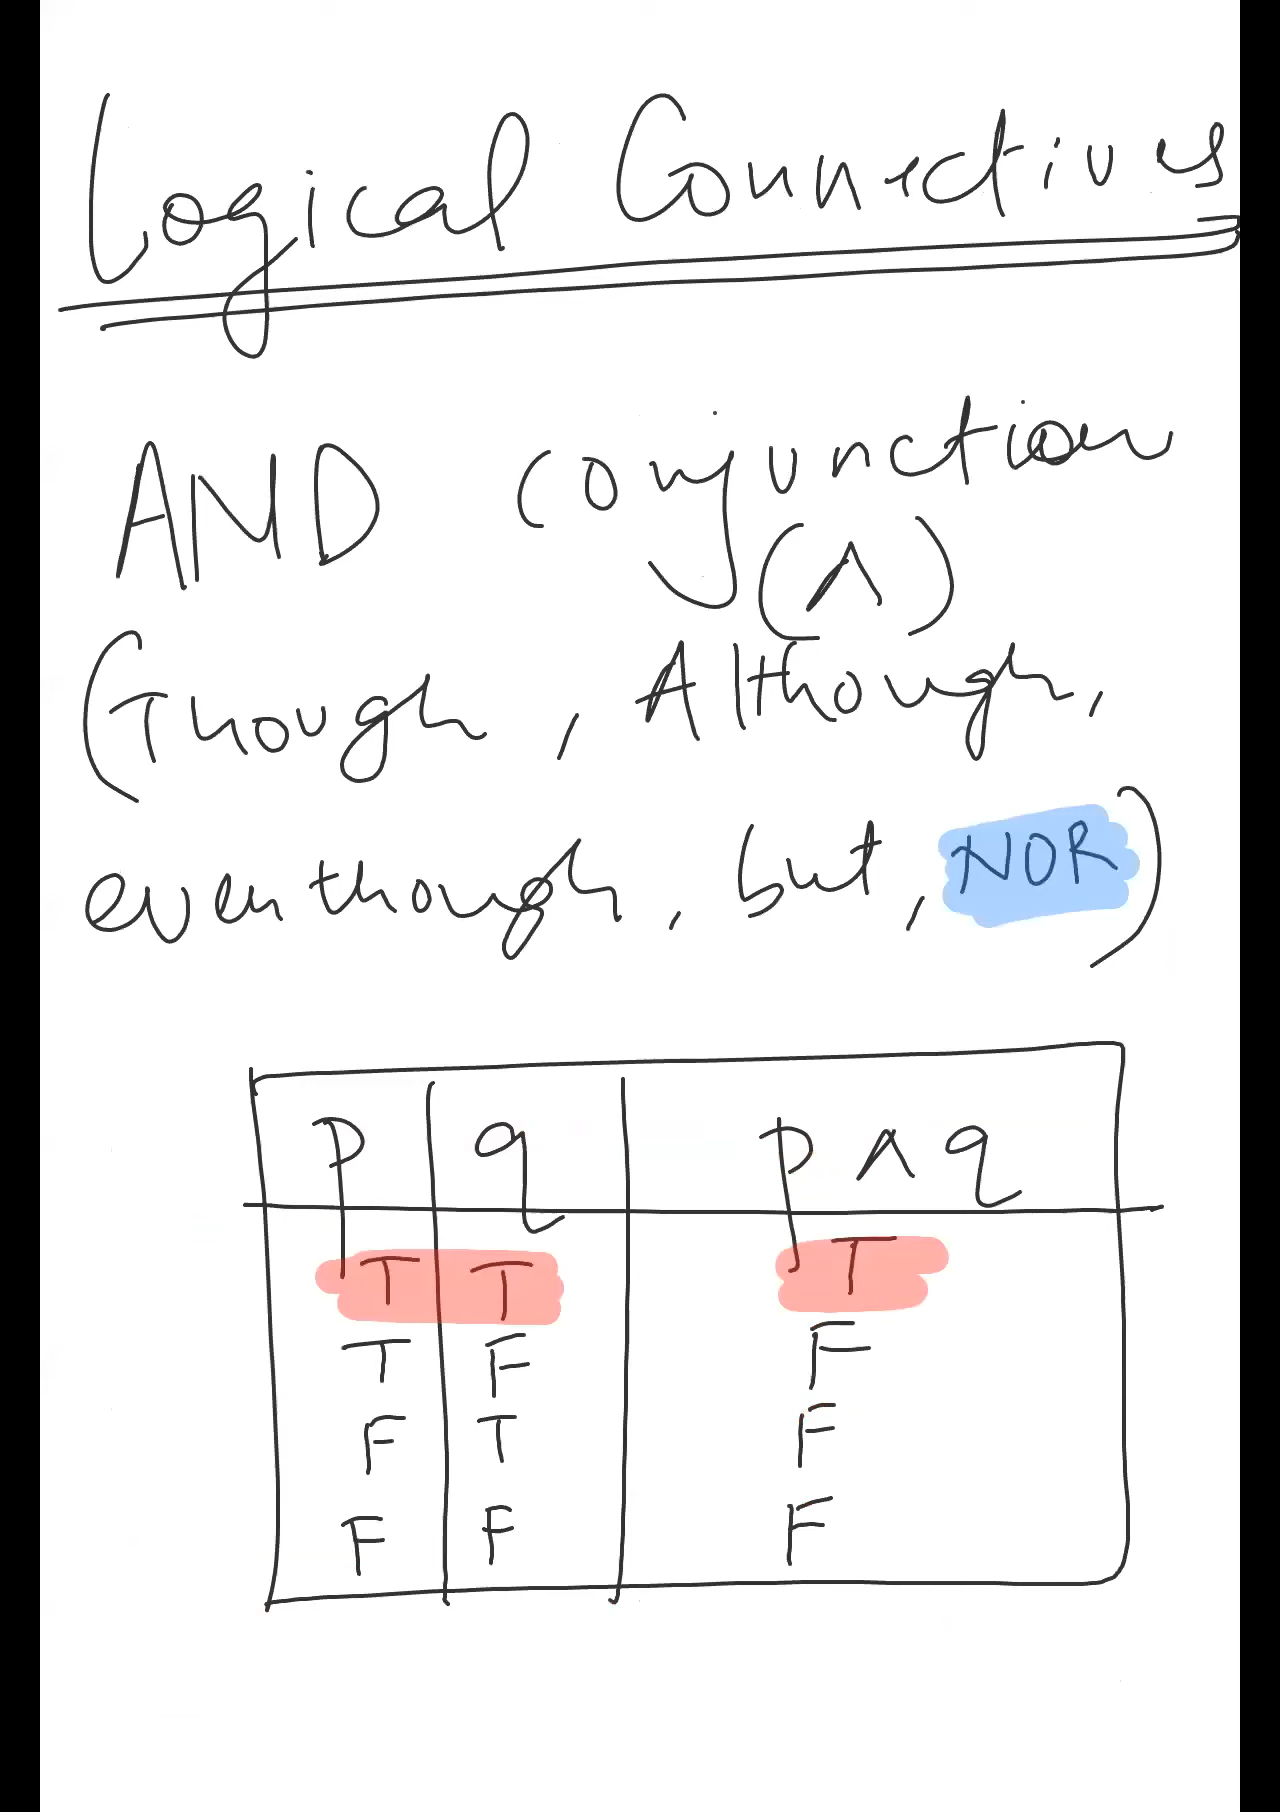 Logical Connectives
AND conjunction
(∧)
(Though, Although,
eventhough, but, NOR)
p q p ∧ q
T T T
T F F
F T F
F F F